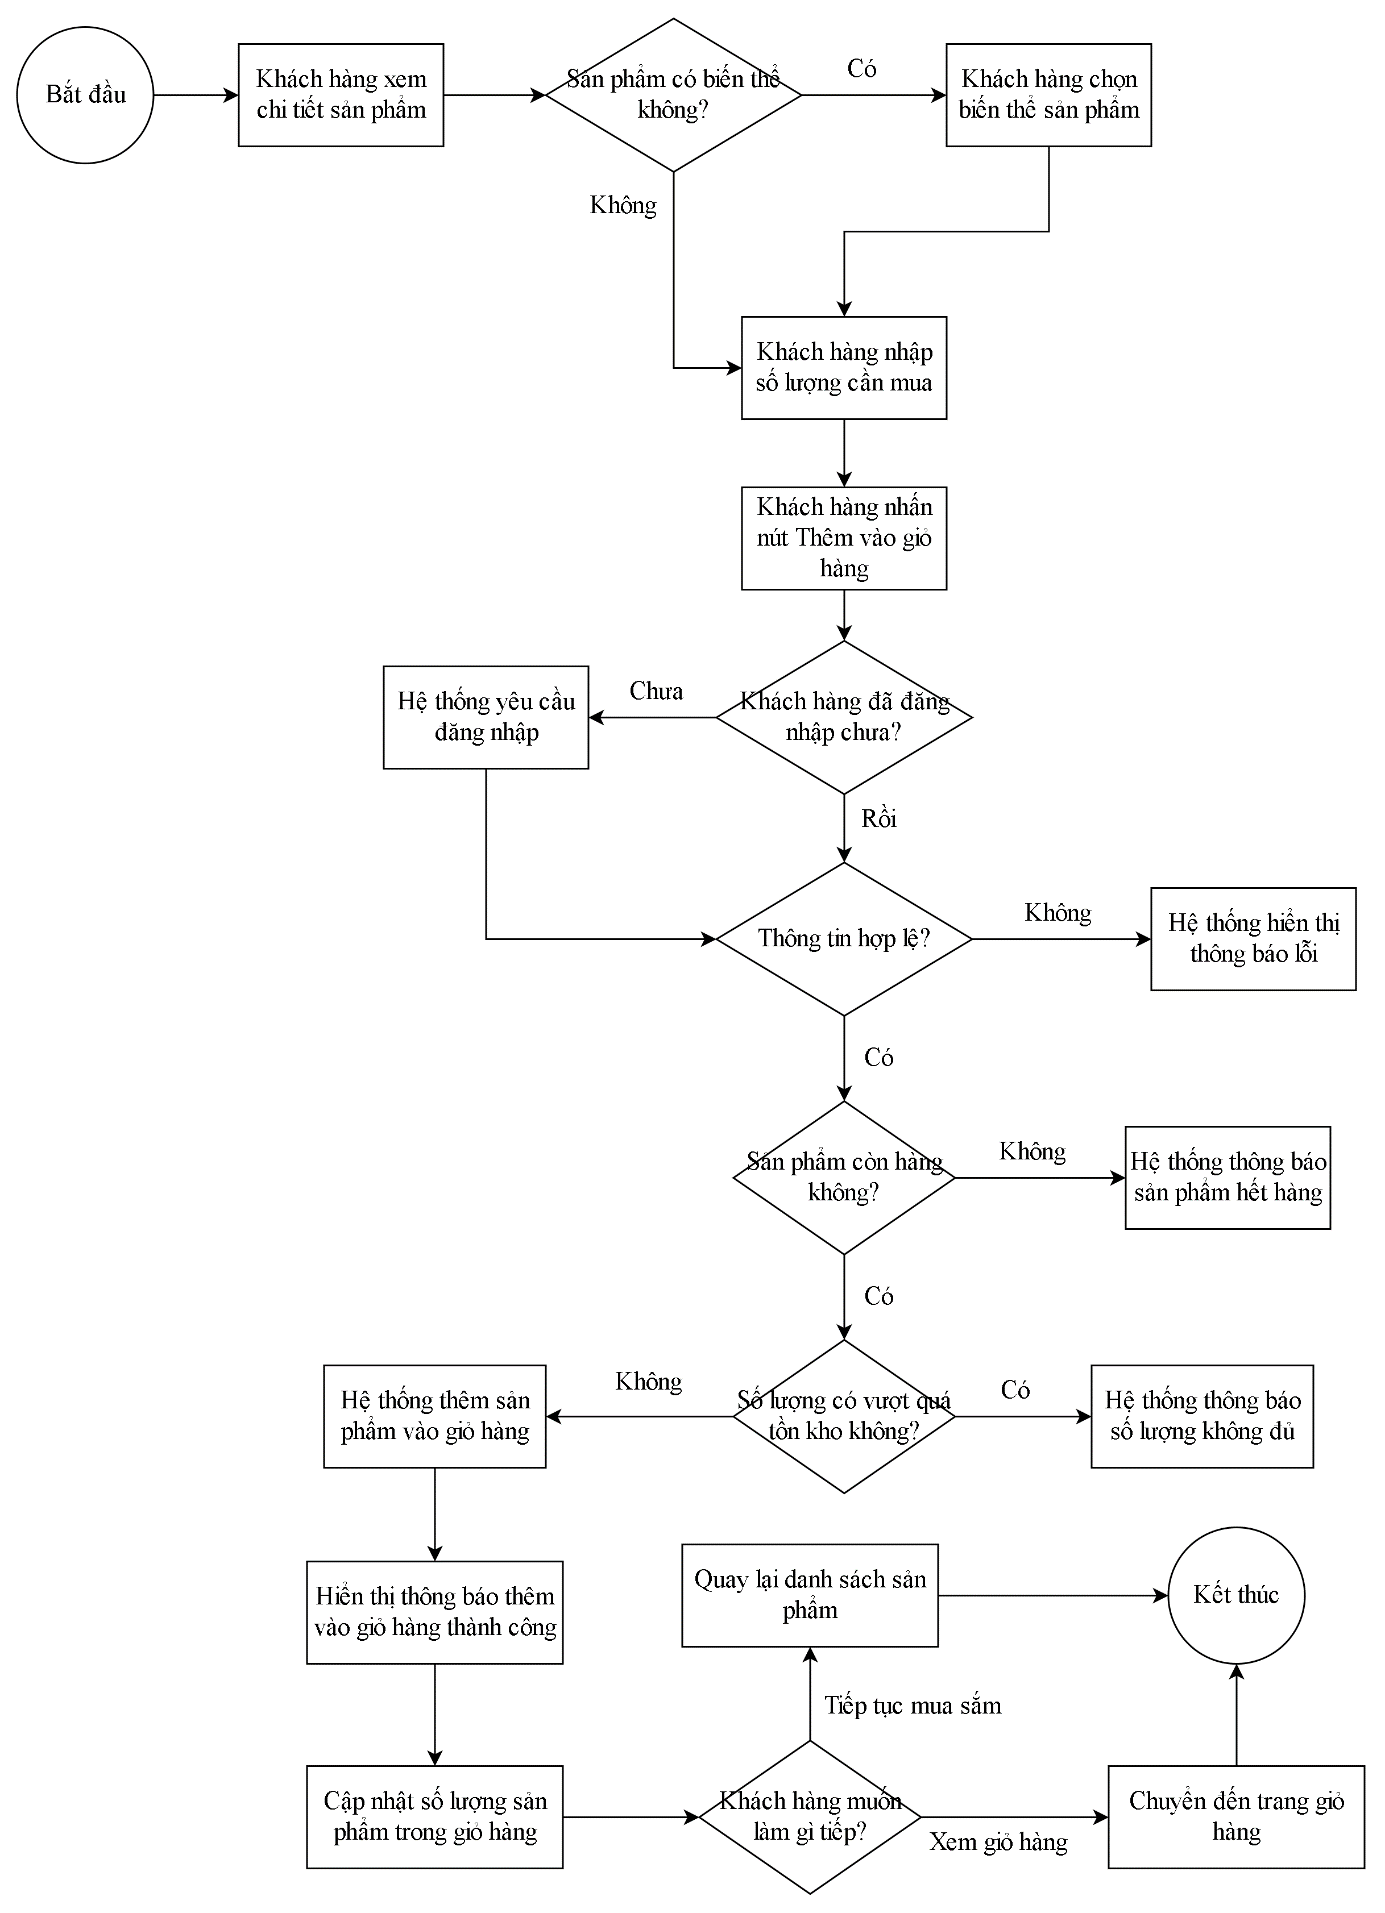 Bắt đầu
Khách hàng xem
chi tiết sản phẩm
Sản phẩm có biến thể
không?
Có
Khách hàng chọn
biến thể sản phẩm
Không
Khách hàng nhập
số lượng cần mua
Khách hàng nhấn
nút Thêm vào giỏ
hàng
Hệ thống yêu cầu
đăng nhập
Chưa
Khách hàng đã đăng
nhập chưa?
Rồi
Thông tin hợp lệ?
Không
Hệ thống hiển thị
thông báo lỗi
Có
Sản phẩm còn hàng
không?
Không
Hệ thống thông báo
sản phẩm hết hàng
Có
Hệ thống thêm sản
phẩm vào giỏ hàng
Không
Số lượng có vượt quá
tồn kho không?
Có
Hệ thống thông báo
số lượng không đủ
Hiển thị thông báo thêm
vào giỏ hàng thành công
Quay lại danh sách sản
phẩm
Kết thúc
Tiếp tục mua sắm
Cập nhật số lượng sản
phẩm trong giỏ hàng
Khách hàng muốn
làm gì tiếp?
Xem giỏ hàng
Chuyển đến trang giỏ
hàng